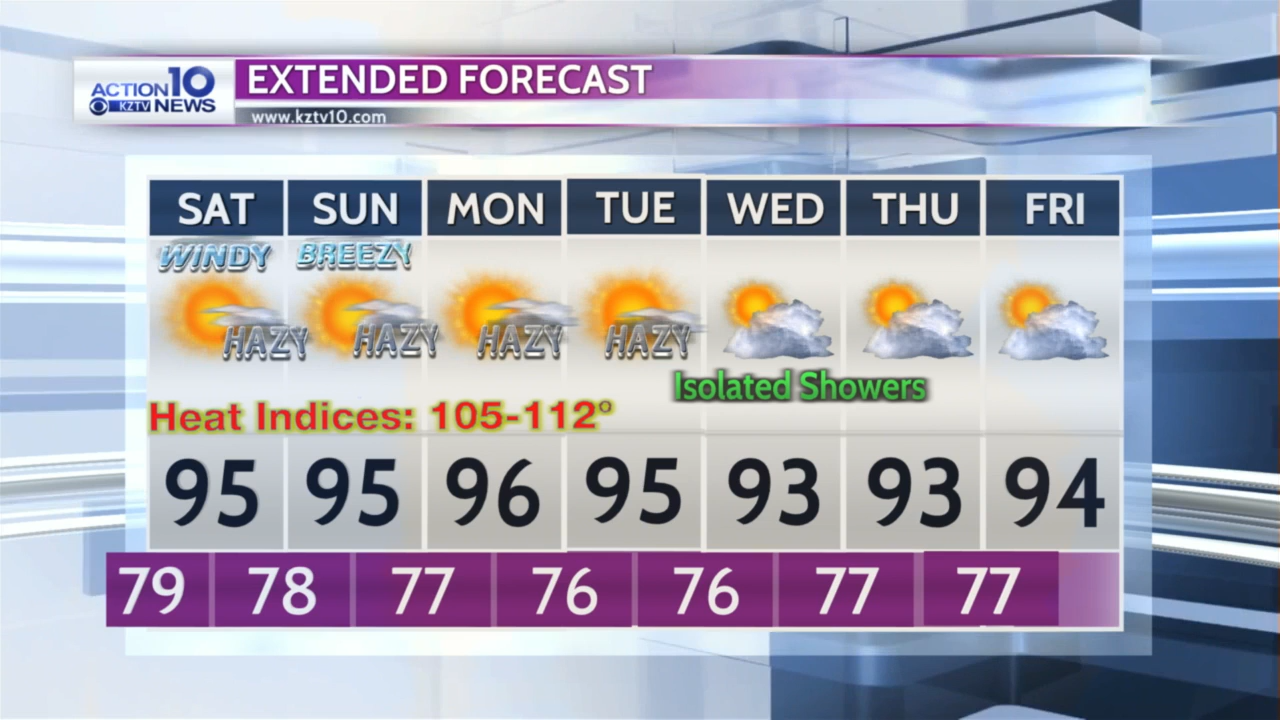 ACTION 10
KZTV NEWS
EXTENDED FORECAST
www.kztv10.com
SAT SUN MON TUE WED THU FRI
WINDY BREEZY
HAZY HAZY HAZY HAZY
Isolated Showers
Heat Indices: 105-112°
95 95 96 95 93 93 94
79 78 77 76 76 77 77